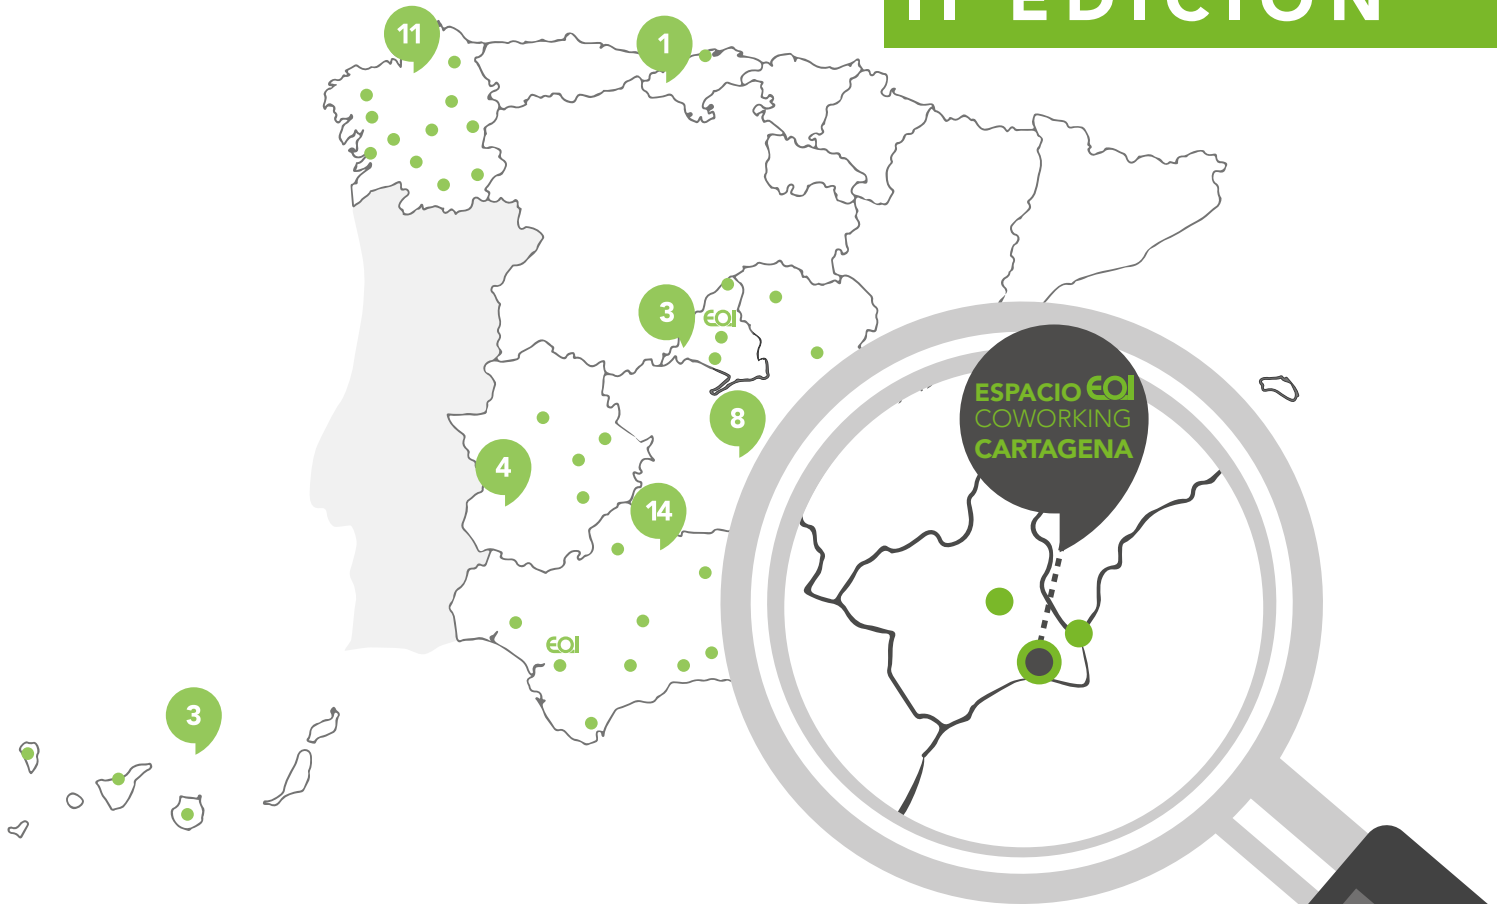 II EDICIÓN
11
1
3
EOI
8
ESPACIO EOI
COWORKING
CARTAGENA
4
14
EOI
3